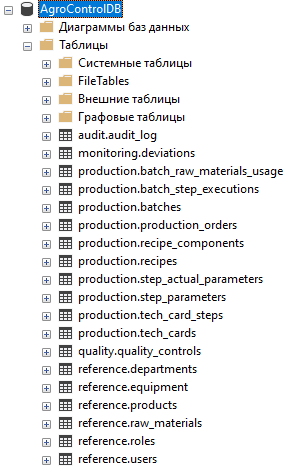 AgroControlDB
Диаграммы баз данных
Таблицы
Системные таблицы
FileTables
Внешние таблицы
Графовые таблицы
audit.audit_log
monitoring.deviations
production.batch_raw_materials_usage
production.batch_step_executions
production.batches
production.production_orders
production.recipe_components
production.recipes
production.step_actual_parameters
production.step_parameters
production.tech_card_steps
production.tech_cards
quality.quality_controls
reference.departments
reference.equipment
reference.products
reference.raw_materials
reference.roles
reference.users